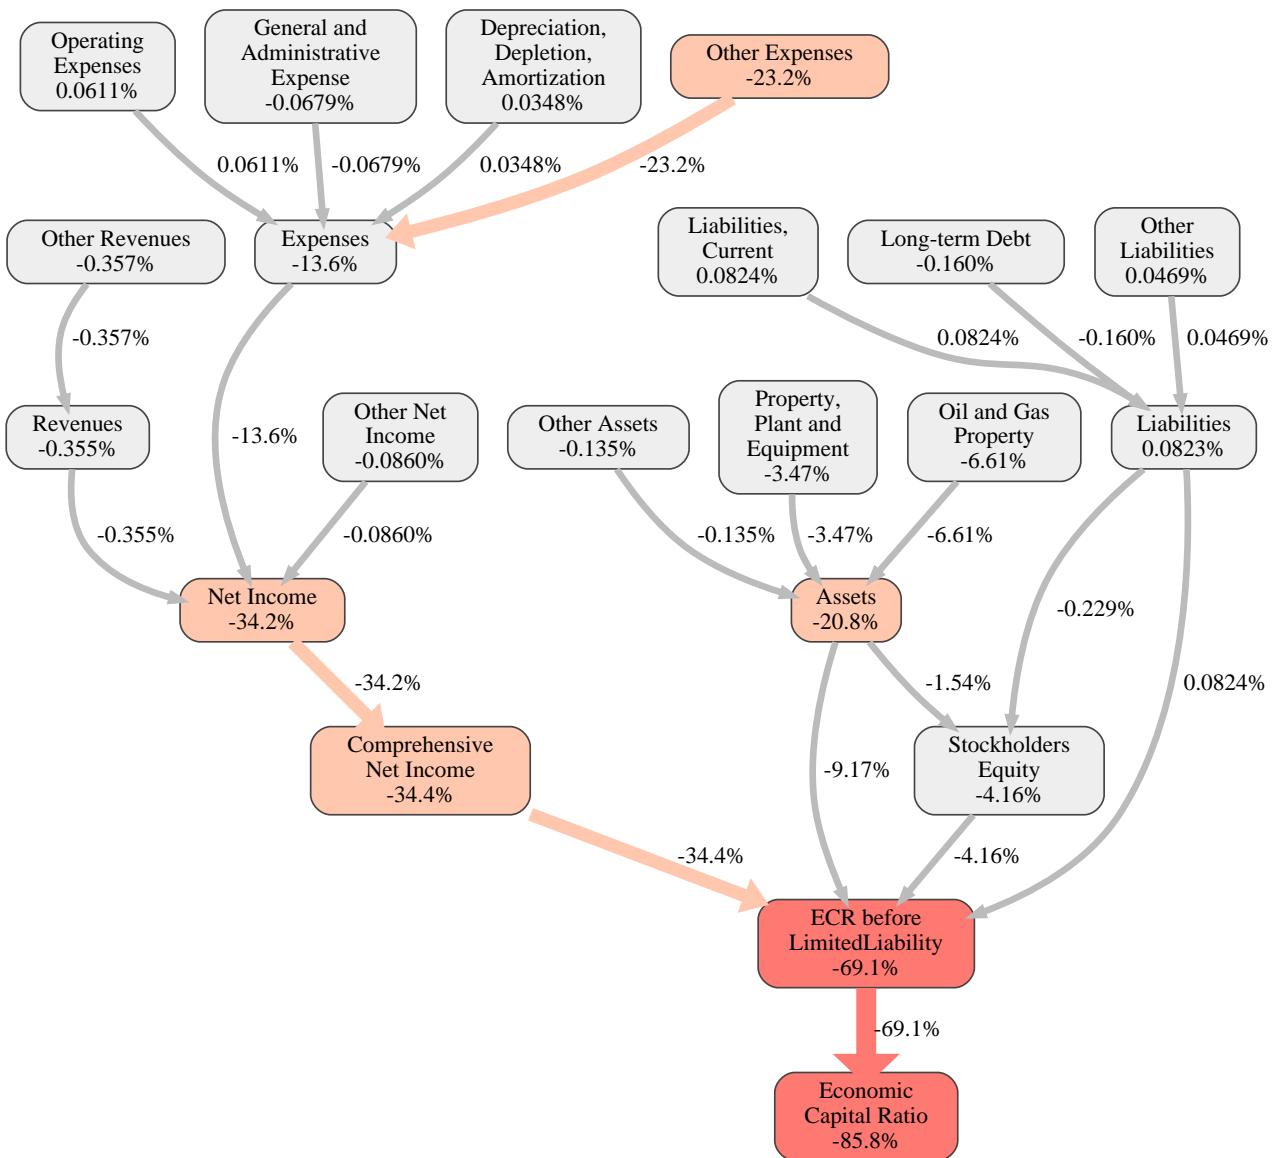 Operating
Expenses
0.0611%
General and
Administrative
Expense
-0.0679%
Depreciation,
Depletion,
Amortization
0.0348%
Other Expenses
-23.2%
0.0611%
-0.0679%
0.0348%
-23.2%
Other Revenues
-0.357%
Expenses
-13.6%
Liabilities,
Current
0.0824%
Long-term Debt
-0.160%
Other
Liabilities
0.0469%
-0.357%
0.0824%
-0.160%
0.0469%
Revenues
-0.355%
-13.6%
Other Net
Income
-0.0860%
Other Assets
-0.135%
Property,
Plant and
Equipment
-3.47%
Oil and Gas
Property
-6.61%
Liabilities
0.0823%
-0.355%
-0.0860%
-0.135%
-3.47%
-6.61%
Net Income
-34.2%
Assets
-20.8%
-0.229%
-34.2%
-1.54%
0.0824%
Comprehensive
Net Income
-34.4%
-9.17%
Stockholders
Equity
-4.16%
-34.4%
-4.16%
ECR before
LimitedLiability
-69.1%
-69.1%
Economic
Capital Ratio
-85.8%